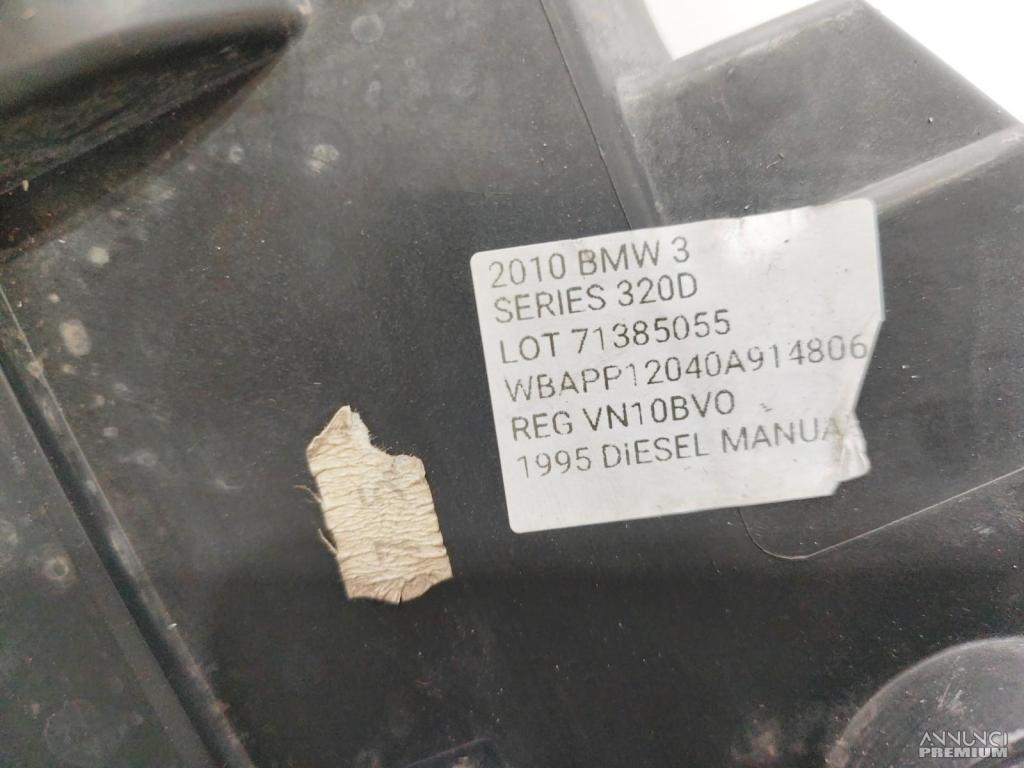 2010 BMW 3
SERIES 320D
LOT 71385055
WBAPP12040A914806
REG VN10BVO
1995 DiESEL MANUA
ANNUNCI
PREMIUM